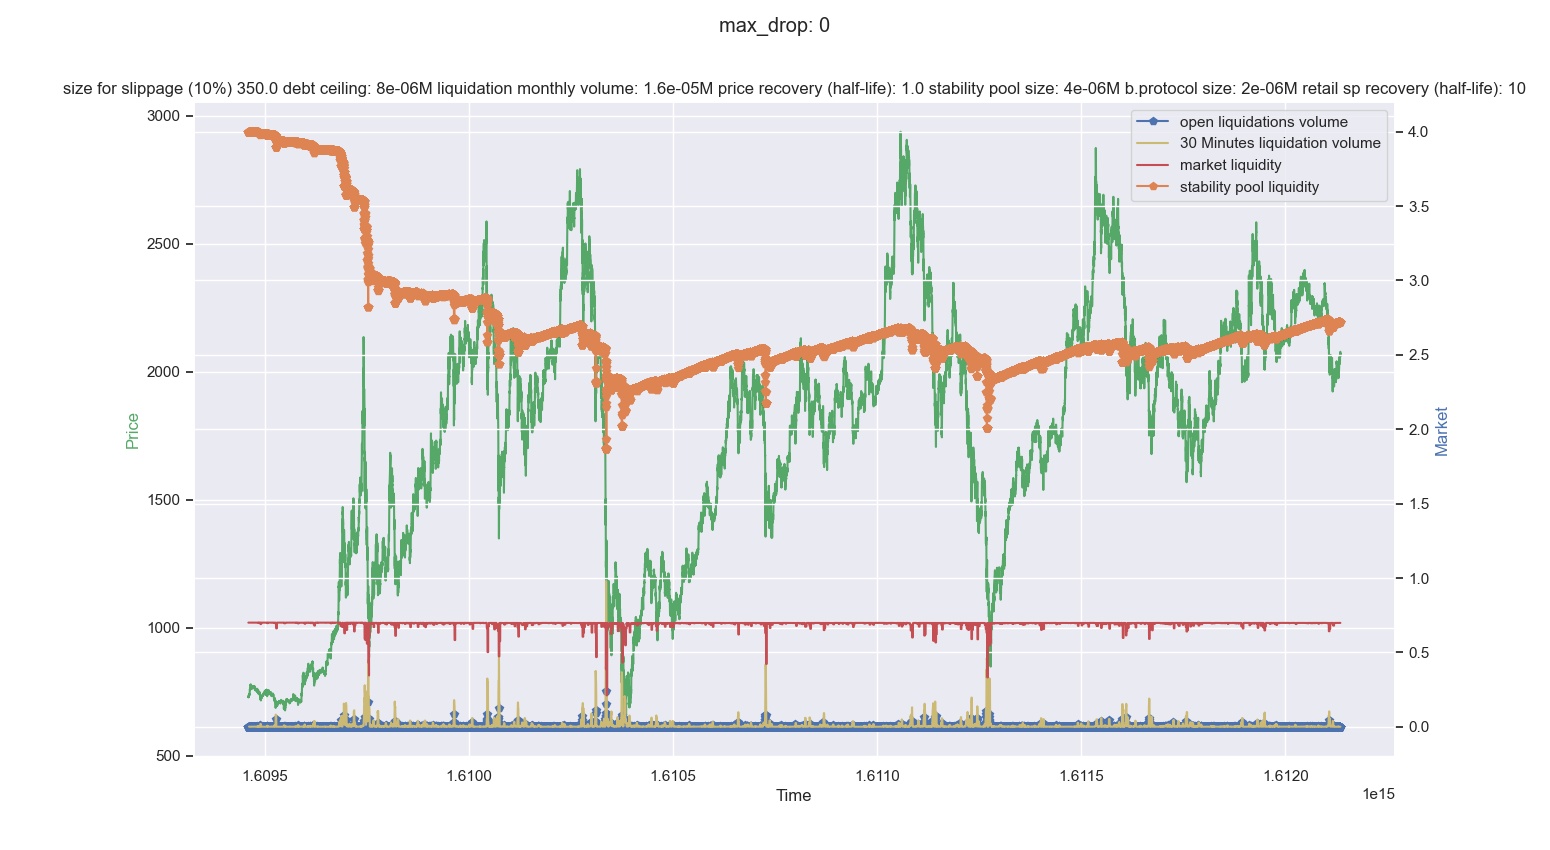 max_drop: 0
size for slippage (10%) 350.0 debt ceiling: 8e-06M liquidation monthly volume: 1.6e-05M price recovery (half-life): 1.0 stability pool size: 4e-06M b.protocol size: 2e-06M retail sp recovery (half-life): 10
open liquidations volume
30 Minutes liquidation volume
market liquidity
stability pool liquidity
3000
2500
2000
1500
1000
500
Price
4.0
3.5
3.0
2.5
2.0
1.5
1.0
0.5
0.0
Market
1.6095 1.6100 1.6105 1.6110 1.6115 1.6120
Time
1e15